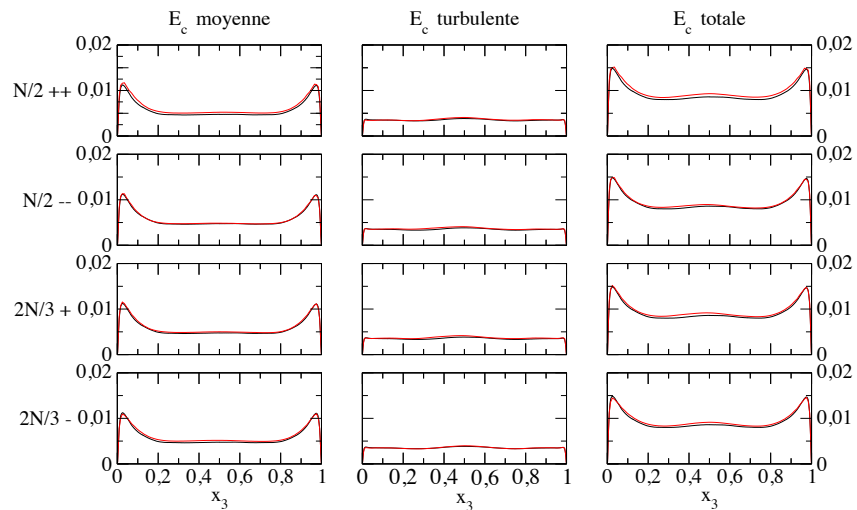 E_c moyenne E_c turbulente E_c totale
0,02 0,02
N/2 ++ 0,01 0,01
0 0
0,02 0,02
N/2 -- 0,01 0,01
0 0
0,02 0,02
2N/3 + 0,01 0,01
0 0
0,02 0,02
2N/3 - 0,01 0,01
0 0
0 0,2 0,4 0,6 0,8 1 0 0,2 0,4 0,6 0,8 1 0 0,2 0,4 0,6 0,8 1
x_3 x_3 x_3